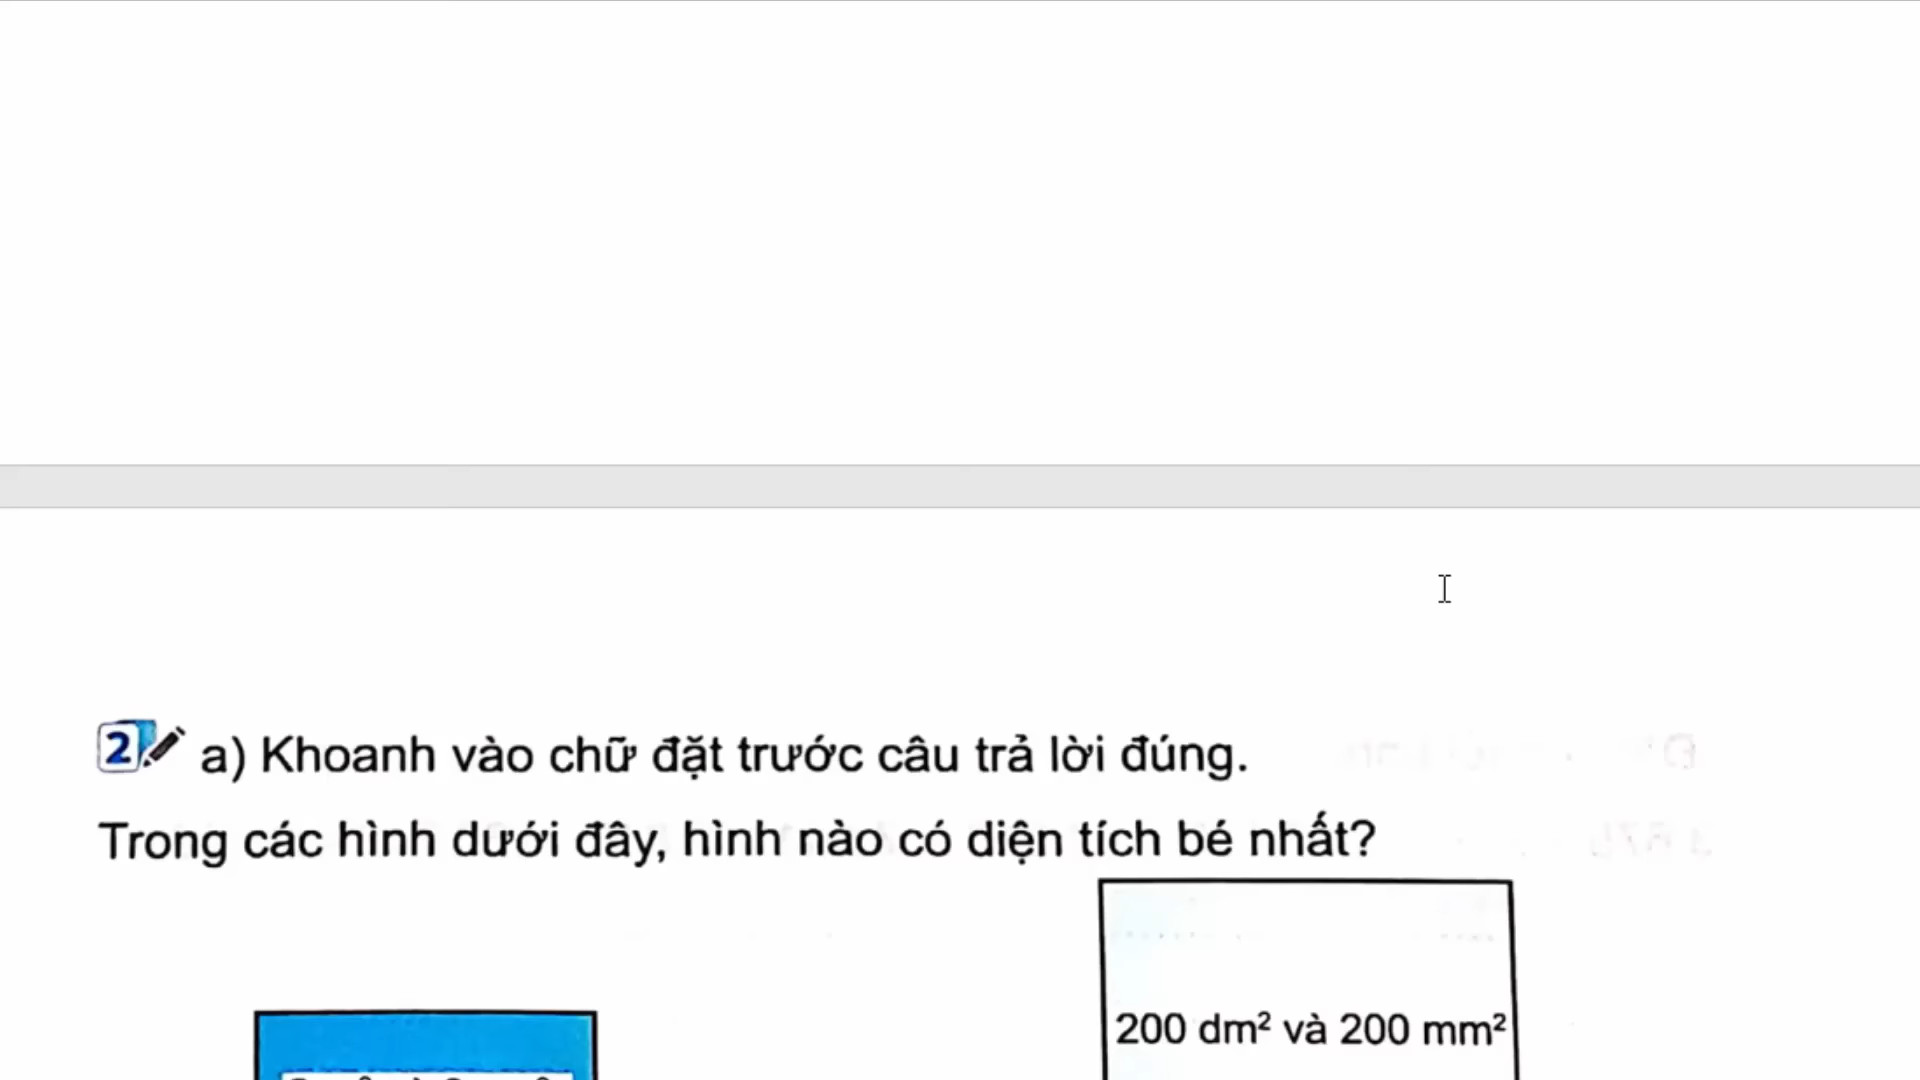 2 a) Khoanh vào chữ đặt trước câu trả lời đúng.
Trong các hình dưới đây, hình nào có diện tích bé nhất?
200 dm² và 200 mm²